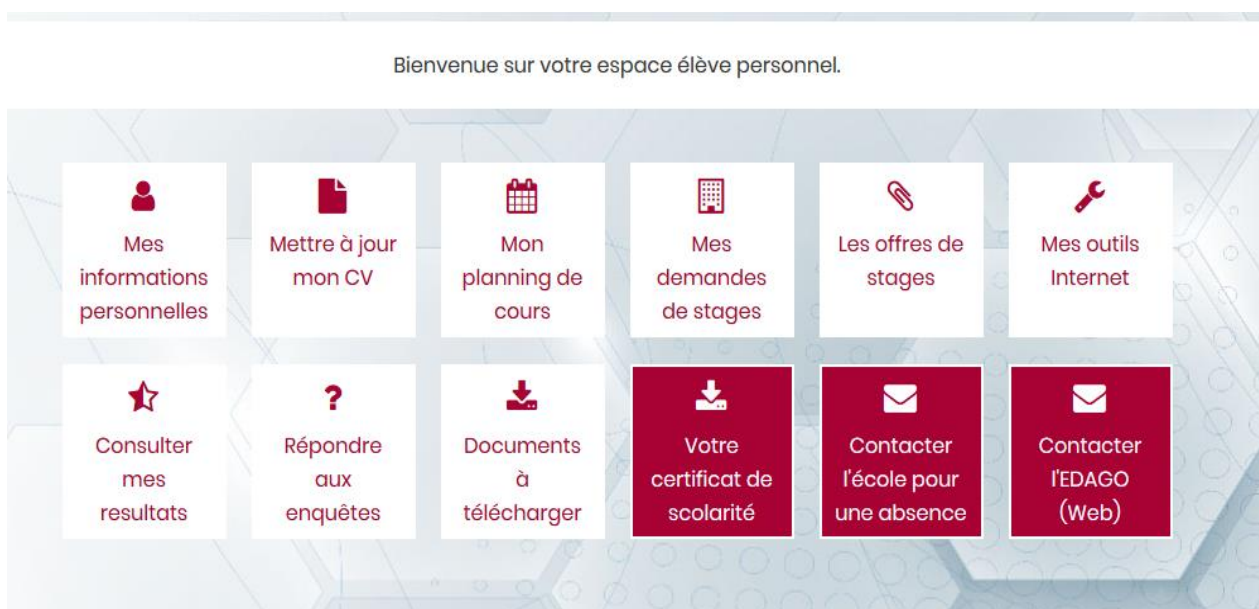 Bienvenue sur votre espace élève personnel.
Mes
informations
personnelles
Mettre à jour
mon CV
Mon
planning de
cours
Mes
demandes
de stages
Les offres de
stages
Mes outils
Internet
Consulter
mes
resultats
Répondre
aux
enquêtes
Documents
à
télécharger
Votre
certificat de
scolarité
Contacter
l'école pour
une absence
Contacter
l'EDAGO
(Web)